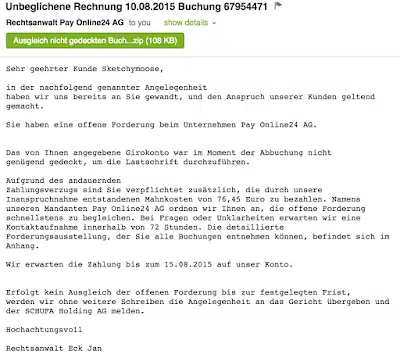 Unbeglichene Rechnung 10.08.2015 Buchung 67954471
Rechtsanwalt Pay Online24 AG to you show details
Ausgleich nicht gedeckten Buch...zip (108 KB)
Sehr geehrter Kunde Sketchymoose,
in der nachfolgend genannter Angelegenheit
haben wir uns bereits an Sie gewandt, und den Anspruch unserer Kunden geltend
gemacht.
Sie haben eine offene Forderung beim Unternehmen Pay Online24 AG.
Das von Ihnen angegebene Girokonto war im Moment der Abbuchung nicht
genügend gedeckt, um die Lastschrift durchzuführen.
Aufgrund des andauernden
Zahlungsverzugs sind Sie verpflichtet zusätzlich, die durch unsere
Inanspruchnahme entstandenen Mahnkosten von 76,45 Euro zu bezahlen. Namens
unseren Mandanten Pay Online24 AG ordnen wir Ihnen an, die offene Forderung
schnellstens zu begleichen. Bei Fragen oder Unklarheiten erwarten wir eine
Kontaktaufnahme innerhalb von 72 Stunden. Die detaillierte
Forderungsausstellung, der Sie alle Buchungen entnehmen können, befindet sich im
Anhang.
Wir erwarten die Zahlung bis zum 15.08.2015 auf unser Konto.
Erfolgt kein Ausgleich der offenen Forderung bis zur festgelegten Frist,
werden wir ohne weitere Schreiben die Angelegenheit an das Gericht übergeben und
der SCHUFA Holding AG melden.
Hochachtungsvoll
Rechtsanwalt Eck Jan